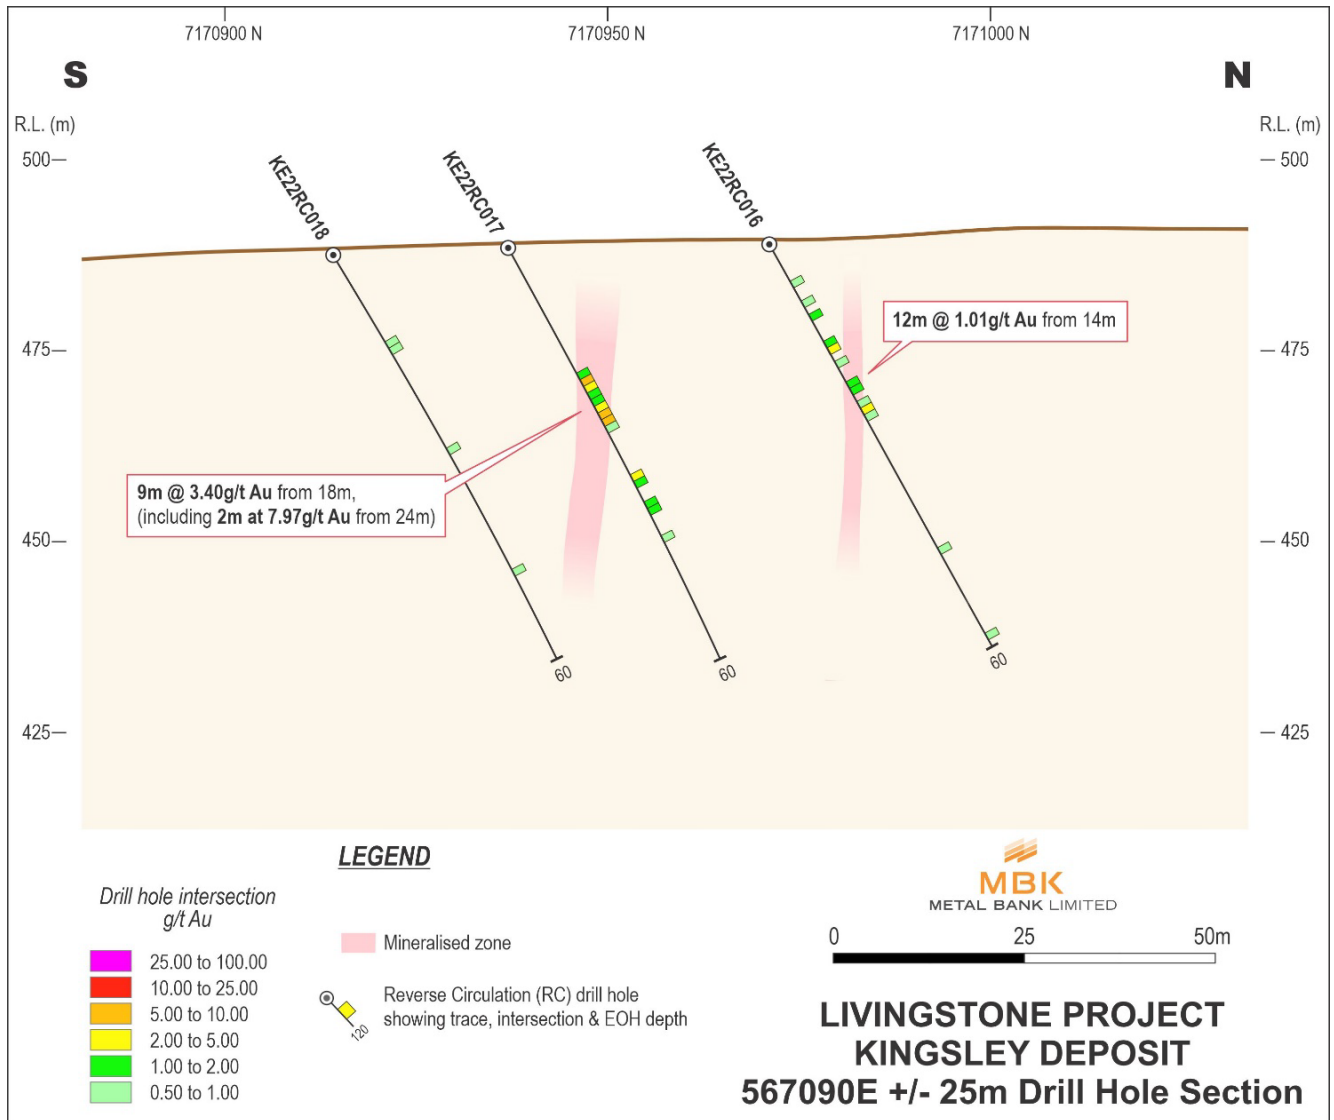 7170900 N
7170950 N
7171000 N
S
N
R.L. (m)
R.L. (m)
500
500
KE22RC018
KE22RC017
KE22RC016
12m @ 1.01g/t Au from 14m
475
475
9m @ 3.40g/t Au from 18m,
(including 2m at 7.97g/t Au from 24m)
450
450
60
60
60
425
425
LEGEND
Drill hole intersection
g/t Au
25.00 to 100.00
10.00 to 25.00
5.00 to 10.00
2.00 to 5.00
1.00 to 2.00
0.50 to 1.00
Mineralised zone
120
Reverse Circulation (RC) drill hole
showing trace, intersection & EOH depth
MBK
METAL BANK LIMITED
0 25 50m
LIVINGSTONE PROJECT
KINGSLEY DEPOSIT
567090E +/- 25m Drill Hole Section